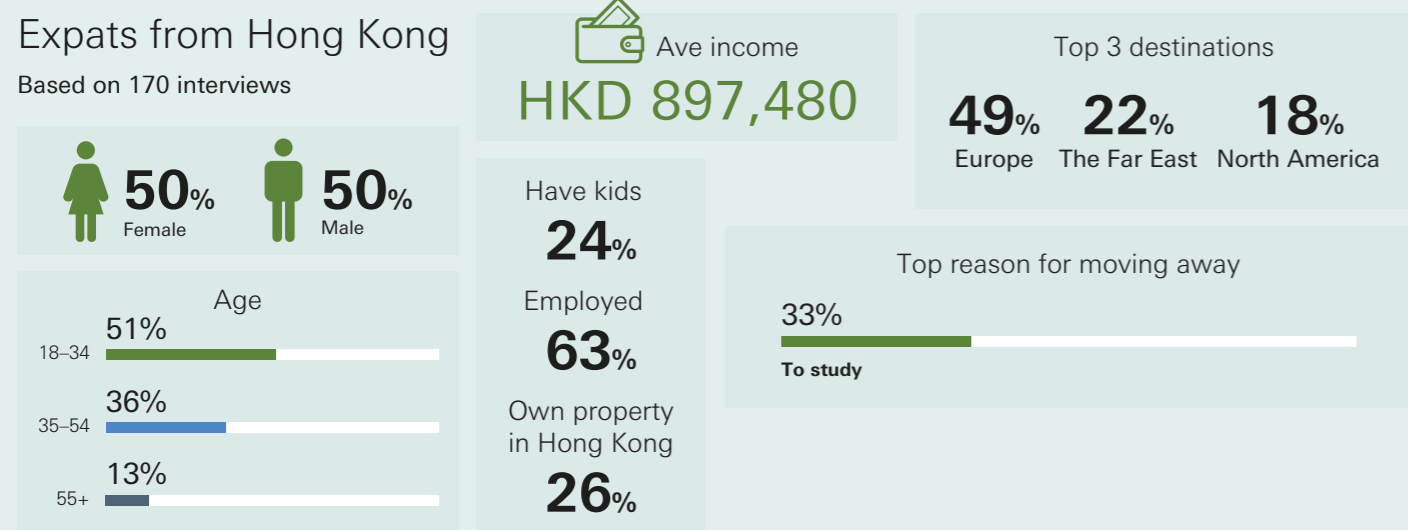 Expats from Hong Kong
Based on 170 interviews
50%
Female
50%
Male
Age
51%
18–34
36%
35–54
13%
55+
Ave income
HKD 897,480
Have kids
24%
Employed
63%
Own property
in Hong Kong
26%
Top 3 destinations
49%
Europe
22%
The Far East
18%
North America
Top reason for moving away
33%
To study